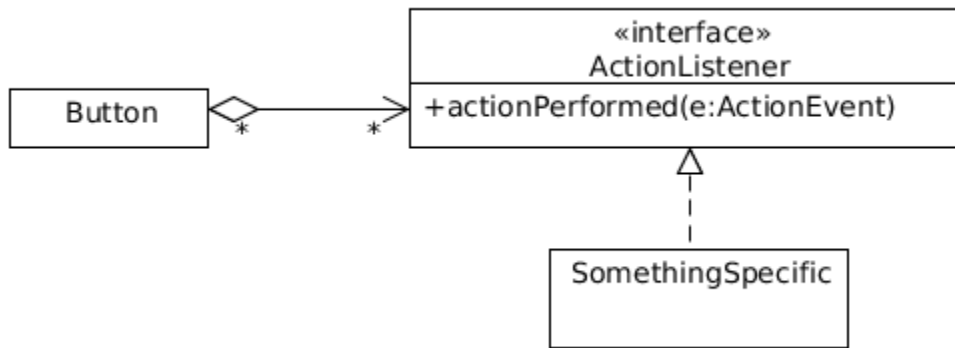 «interface»
ActionListener
Button
+actionPerformed(e:ActionEvent)
*
*
SomethingSpecific